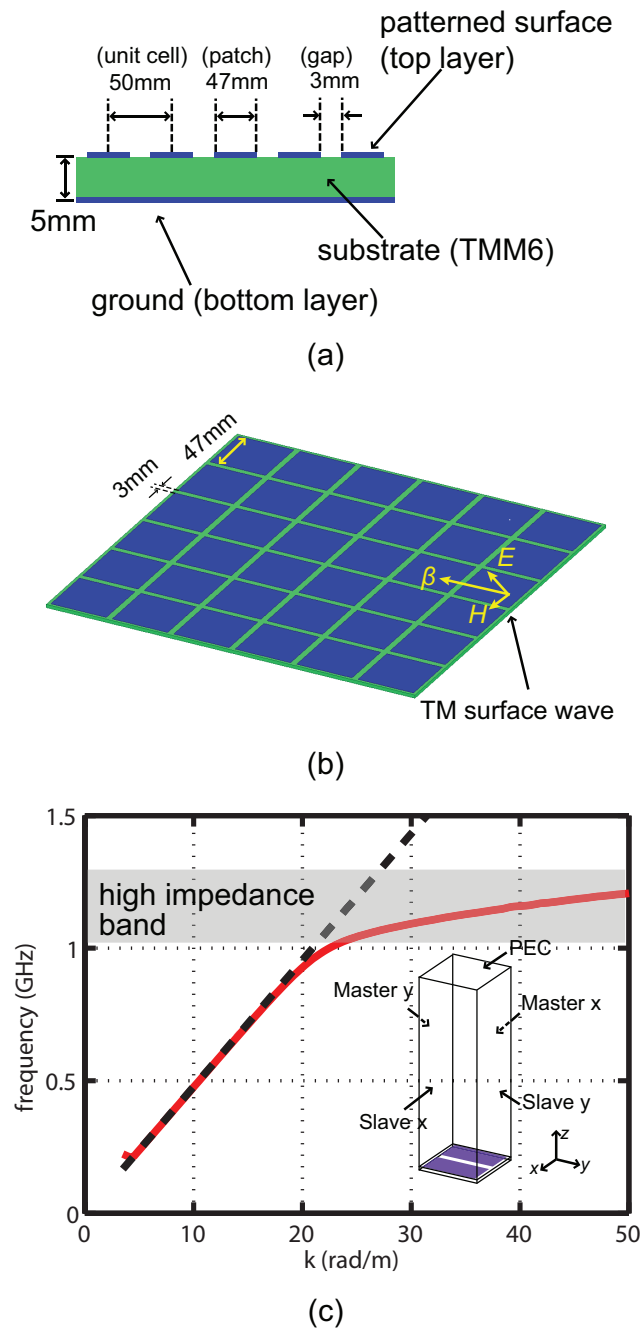 (unit cell)
50mm
(patch)
47mm
(gap)
3mm
patterned surface
(top layer)
5mm
substrate (TMM6)
ground (bottom layer)
(a)
47mm
3mm
E
β
H
TM surface wave
(b)
1.5
high impedance
band
1
PEC
Master y
Master x
frequency (GHz)
0.5
Slave x
Slave y
z
x
y
0
0
10
20
30
40
50
k (rad/m)
(c)